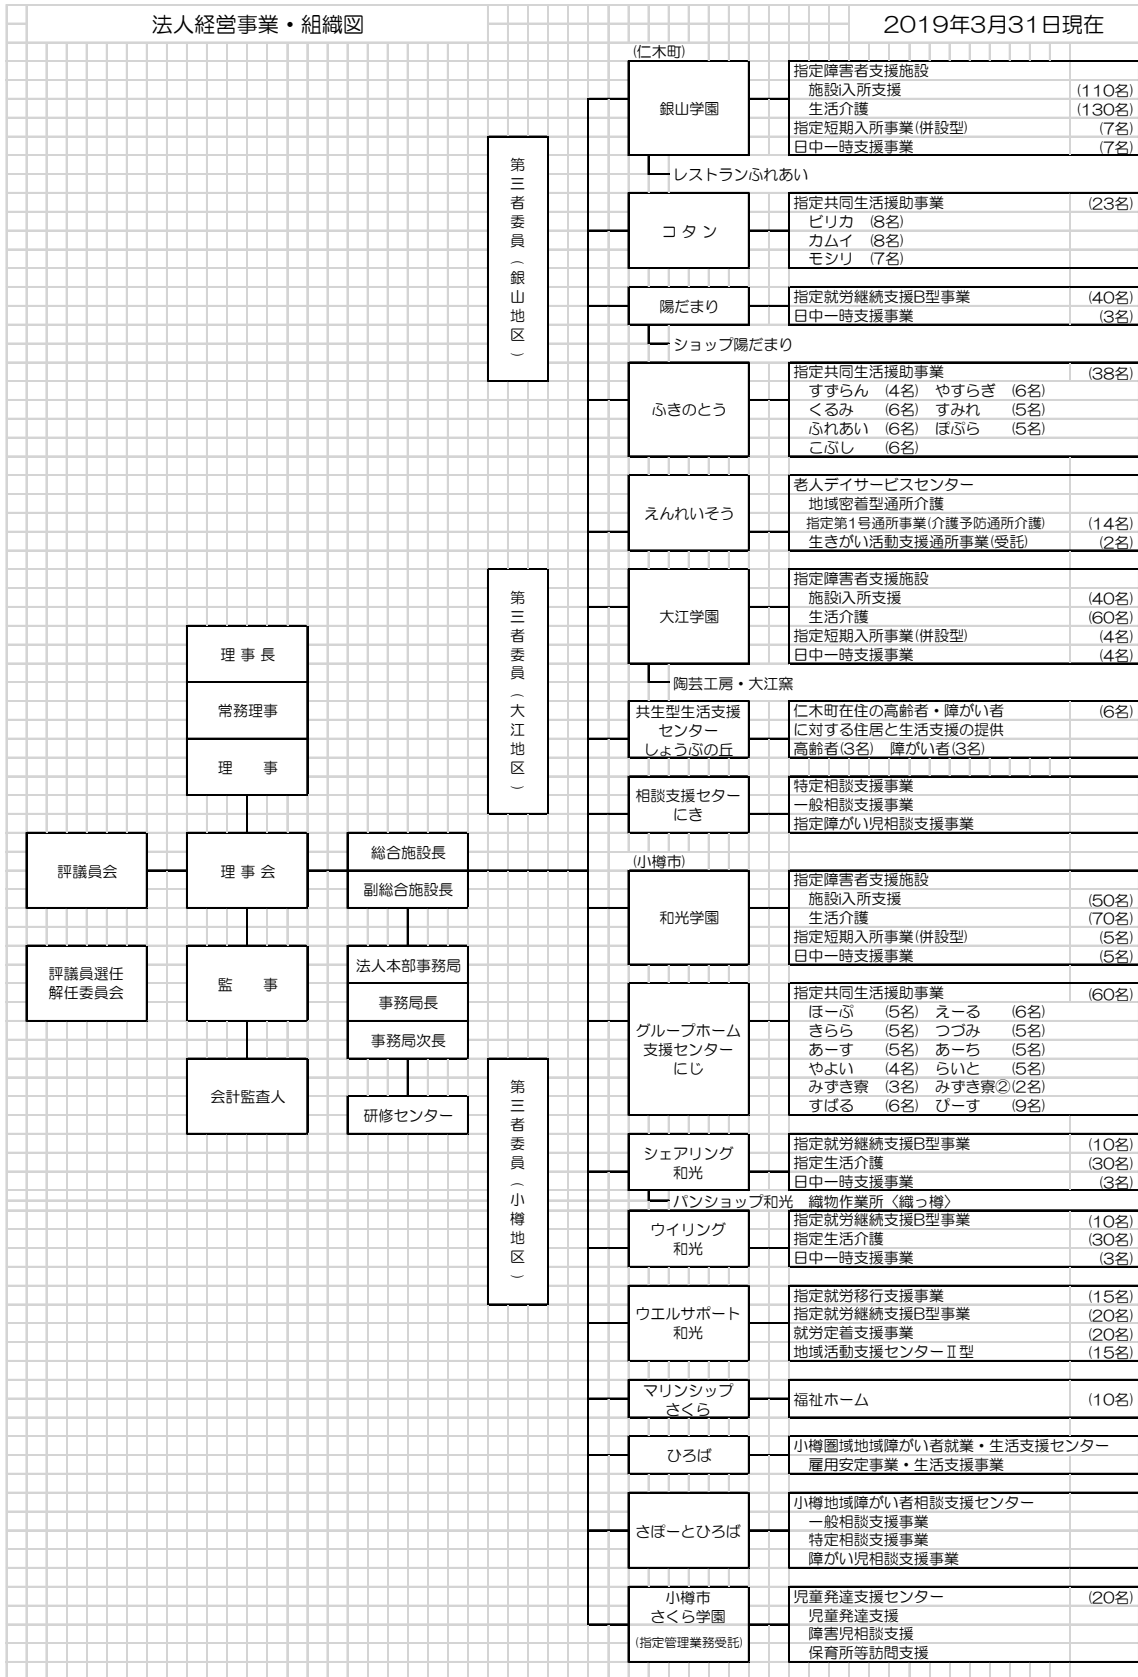 法人経営事業・組織図
2019年3月31日現在
(仁木町)
銀山学園
指定障害者支援施設
施設入所支援 (110名)
生活介護 (130名)
指定短期入所事業(併設型) (7名)
日中一時支援事業 (7名)
レストランふれあい
コタン
指定共同生活援助事業 (23名)
ピリカ (8名)
カムイ (8名)
モシリ (7名)
陽だまり
指定就労継続支援B型事業 (40名)
日中一時支援事業 (3名)
ショップ陽だまり
ふきのとう
指定共同生活援助事業 (38名)
すずらん (4名) やすらぎ (6名)
くるみ (6名) すみれ (5名)
ふれあい (6名) ぽぷら (5名)
こぶし (6名)
えんれいそう
老人デイサービスセンター
地域密着型通所介護
指定第1号通所事業(介護予防通所介護) (14名)
生きがい活動支援通所事業(受託) (2名)
大江学園
指定障害者支援施設
施設入所支援 (40名)
生活介護 (60名)
指定短期入所事業(併設型) (4名)
日中一時支援事業 (4名)
陶芸工房・大江窯
共生型生活支援
センター
しょうぶの丘
仁木町在住の高齢者・障がい者 (6名)
に対する住居と生活支援の提供
高齢者(3名) 障がい者(3名)
相談支援セター
にき
特定相談支援事業
一般相談支援事業
指定障がい児相談支援事業
第三者委員(銀山地区)
第三者委員(大江地区)
第三者委員(小樽地区)
理事長
常務理事
理 事
評議員会
理事会
総合施設長
副総合施設長
評議員選任
解任委員会
監 事
法人本部事務局
事務局長
事務局次長
会計監査人
研修センター
(小樽市)
和光学園
指定障害者支援施設
施設入所支援 (50名)
生活介護 (70名)
指定短期入所事業(併設型) (5名)
日中一時支援事業 (5名)
グループホーム
支援センター
にじ
指定共同生活援助事業 (60名)
ほーぷ (5名) えーる (6名)
きらら (5名) つづみ (5名)
あーす (5名) あーち (5名)
やよい (4名) らいと (5名)
みずき寮 (3名) みずき寮②(2名)
すばる (6名) ぴーす (9名)
シェアリング
和光
指定就労継続支援B型事業 (10名)
指定生活介護 (30名)
日中一時支援事業 (3名)
パンショップ和光 織物作業所〈織っ樽〉
ウイリング
和光
指定就労継続支援B型事業 (10名)
指定生活介護 (30名)
日中一時支援事業 (3名)
ウエルサポート
和光
指定就労移行支援事業 (15名)
指定就労継続支援B型事業 (20名)
就労定着支援事業 (20名)
地域活動支援センターⅡ型 (15名)
マリンシップ
さくら
福祉ホーム (10名)
ひろば
小樽圏域地域障がい者就業・生活支援センター
雇用安定事業・生活支援事業
さぽーとひろば
小樽地域障がい者相談支援センター
一般相談支援事業
特定相談支援事業
障がい児相談支援事業
小樽市
さくら学園
(指定管理業務受託)
児童発達支援センター (20名)
児童発達支援
障害児相談支援
保育所等訪問支援